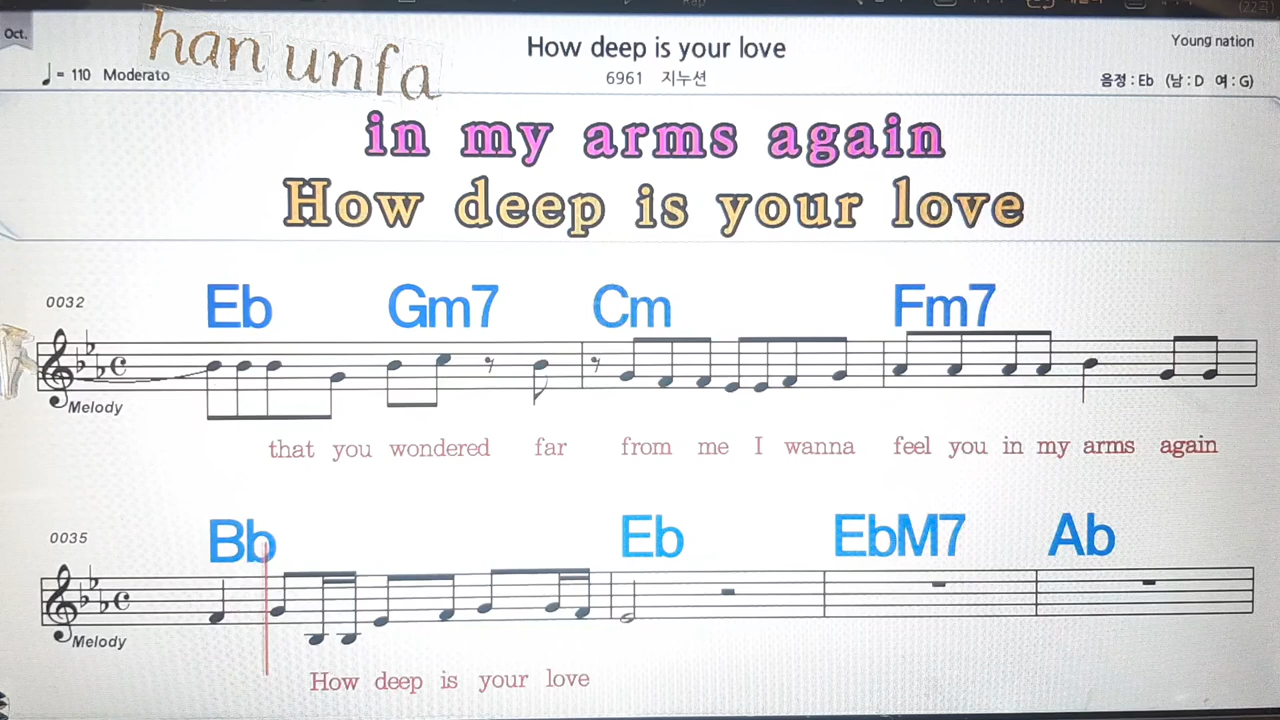 Oct.
han unfa
How deep is your love
Young nation
= 110 Moderato
6961 지누션
음정 : Eb (남 : D 여 : G)
in my arms again
How deep is your love
0032
Eb Gm7 Cm Fm7
Melody
that you wondered far from me I wanna feel you in my arms again
0035
Bb Eb EbM7 Ab
Melody
How deep is your love